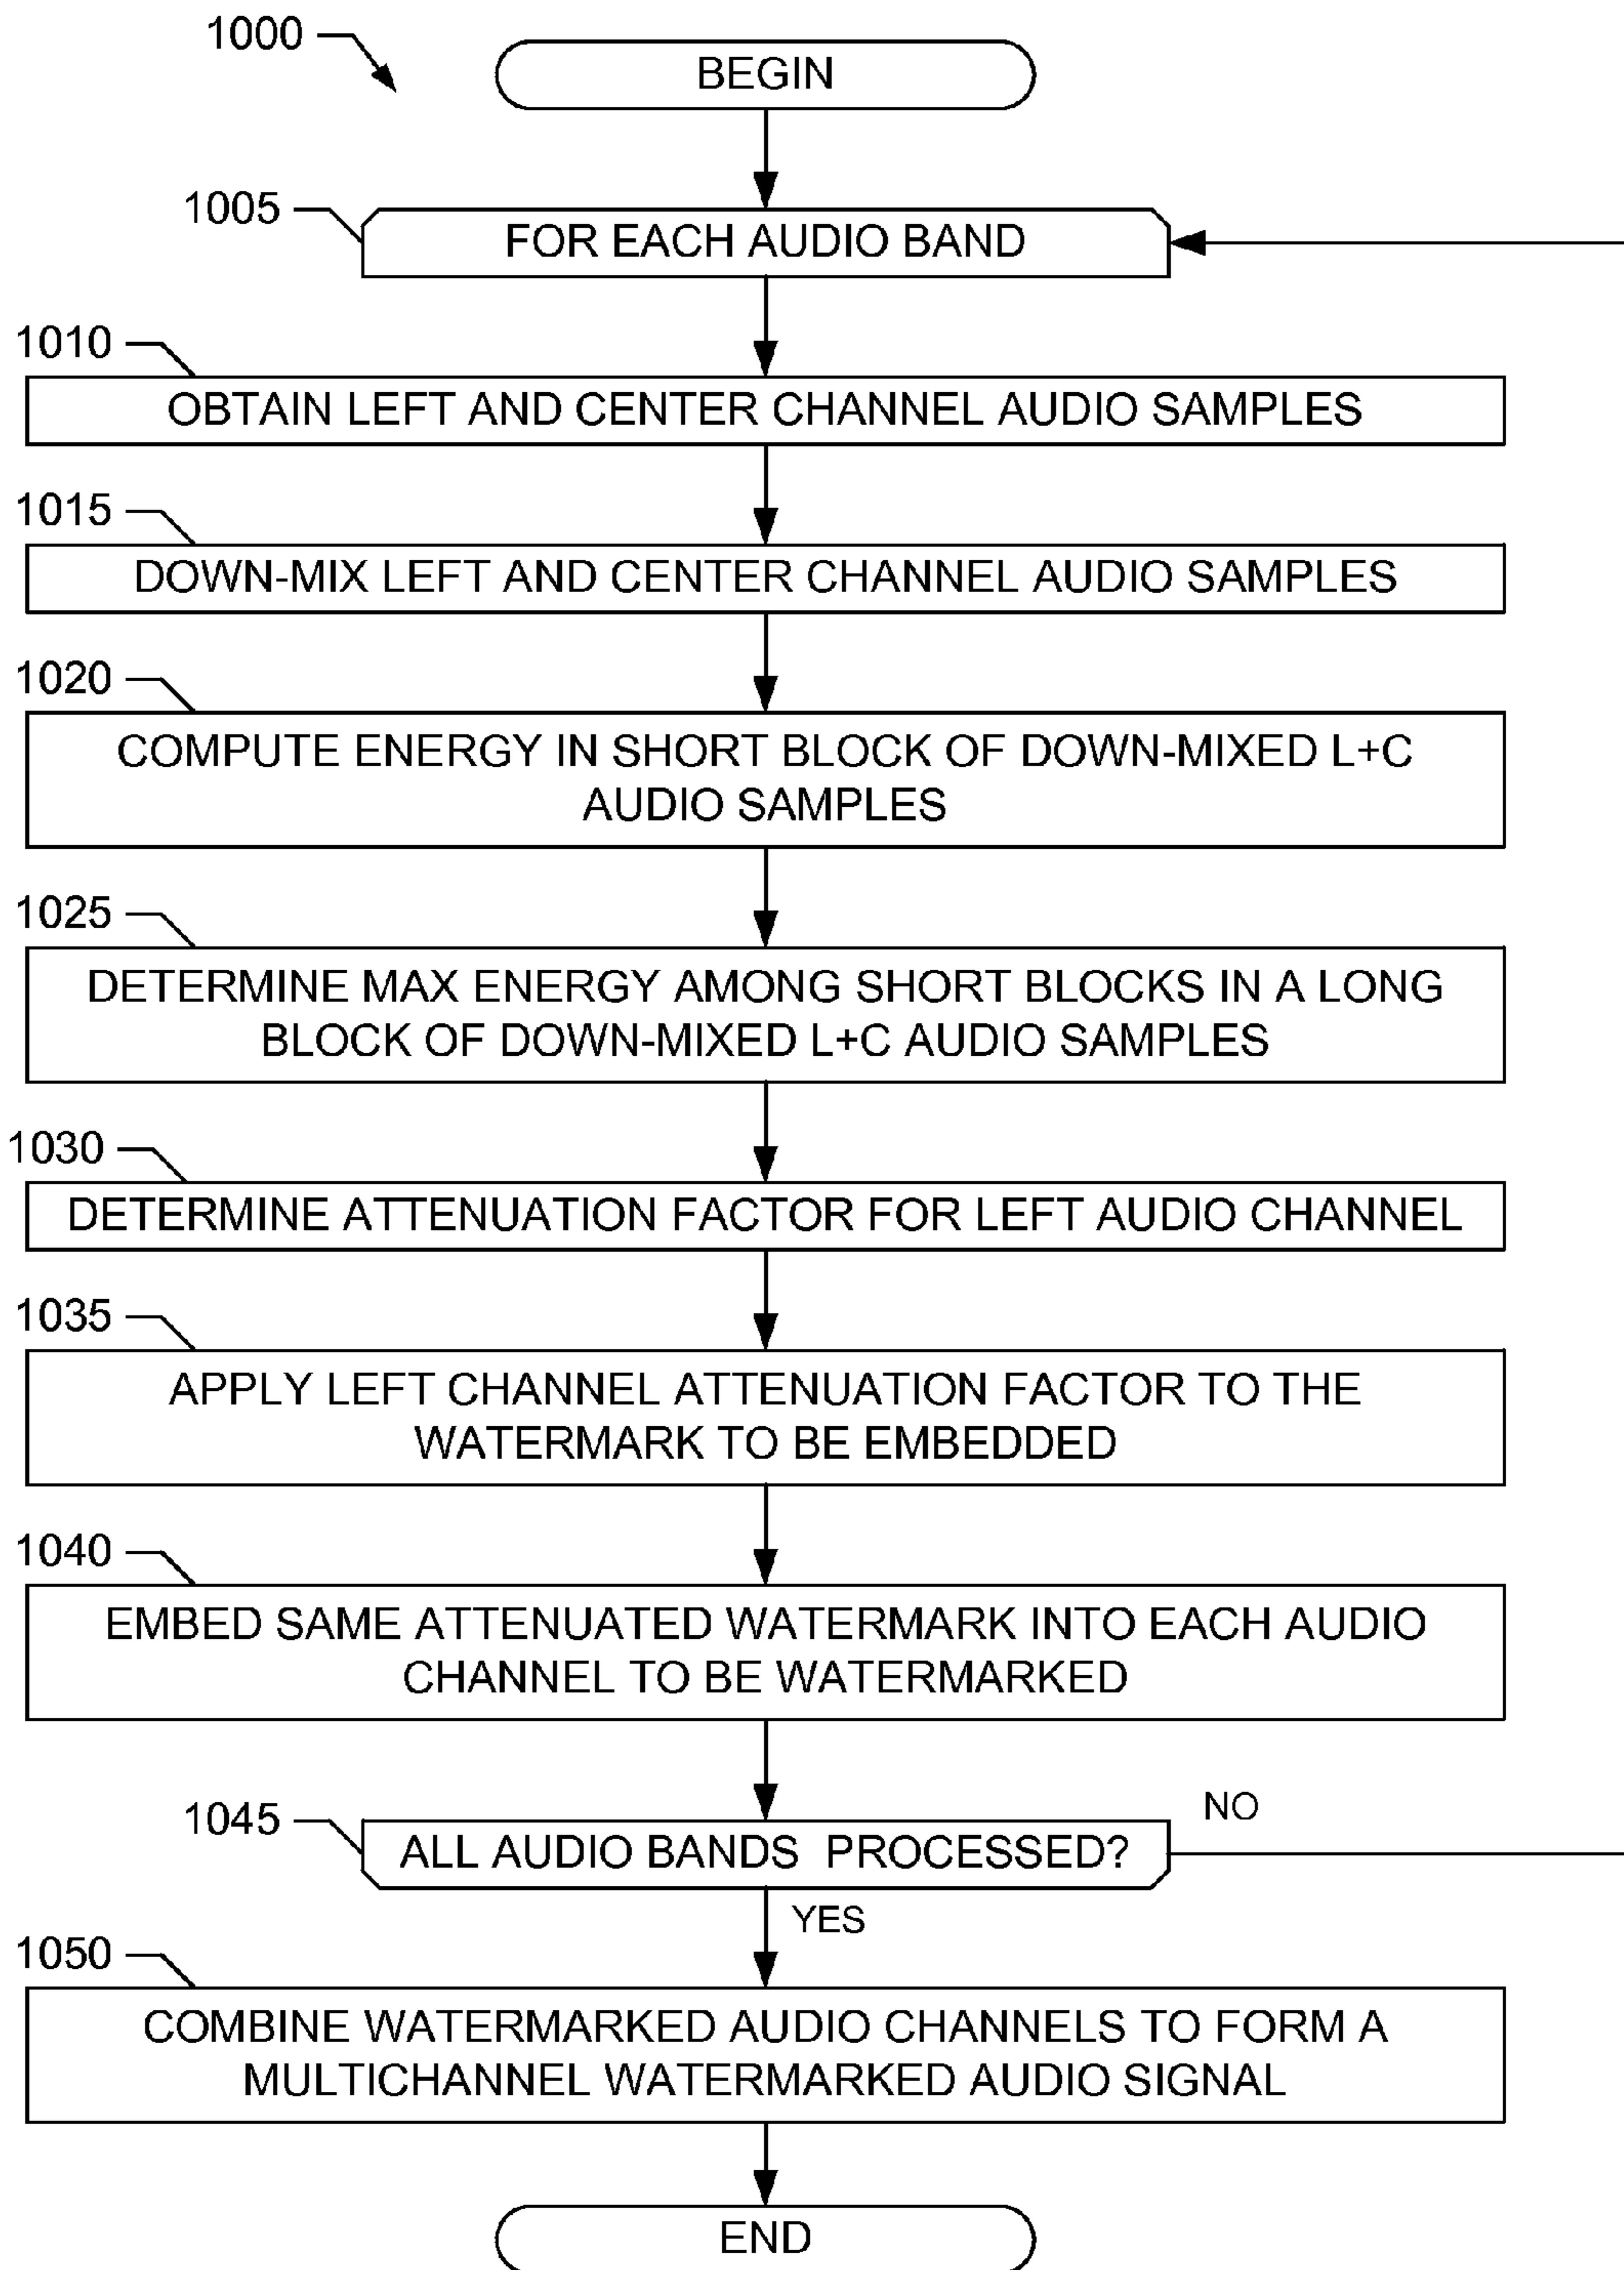 1000
BEGIN
1005
FOR EACH AUDIO BAND
1010
OBTAIN LEFT AND CENTER CHANNEL AUDIO SAMPLES
1015
DOWN-MIX LEFT AND CENTER CHANNEL AUDIO SAMPLES
1020
COMPUTE ENERGY IN SHORT BLOCK OF DOWN-MIXED L+C
AUDIO SAMPLES
1025
DETERMINE MAX ENERGY AMONG SHORT BLOCKS IN A LONG
BLOCK OF DOWN-MIXED L+C AUDIO SAMPLES
1030
DETERMINE ATTENUATION FACTOR FOR LEFT AUDIO CHANNEL
1035
APPLY LEFT CHANNEL ATTENUATION FACTOR TO THE
WATERMARK TO BE EMBEDDED
1040
EMBED SAME ATTENUATED WATERMARK INTO EACH AUDIO
CHANNEL TO BE WATERMARKED
1045
NO
ALL AUDIO BANDS PROCESSED?
YES
1050
COMBINE WATERMARKED AUDIO CHANNELS TO FORM A
MULTICHANNEL WATERMARKED AUDIO SIGNAL
END